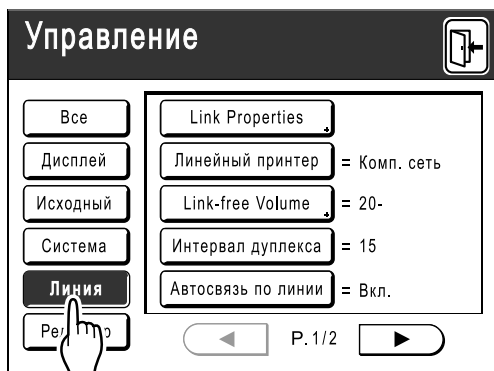 Управление
Все
Link Properties
Дисплей
Линейный принтер = Комп. сеть
Исходный
Link-free Volume = 20-
Система
Интервал дуплекса = 15
Линия
Автосвязь по линии = Вкл.
P.1/2